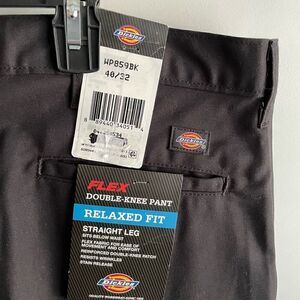 Dickies
WP859BK
40/32
Dickies
FLEX
DOUBLE-KNEE PANT
RELAXED FIT
STRAIGHT LEG
SITS BELOW WAIST
FLEX FABRIC FOR EASE OF
MOVEMENT AND COMFORT
REINFORCED DOUBLE-KNEE PATCH
RESISTS WRINKLES
STAIN RELEASE
Dickies